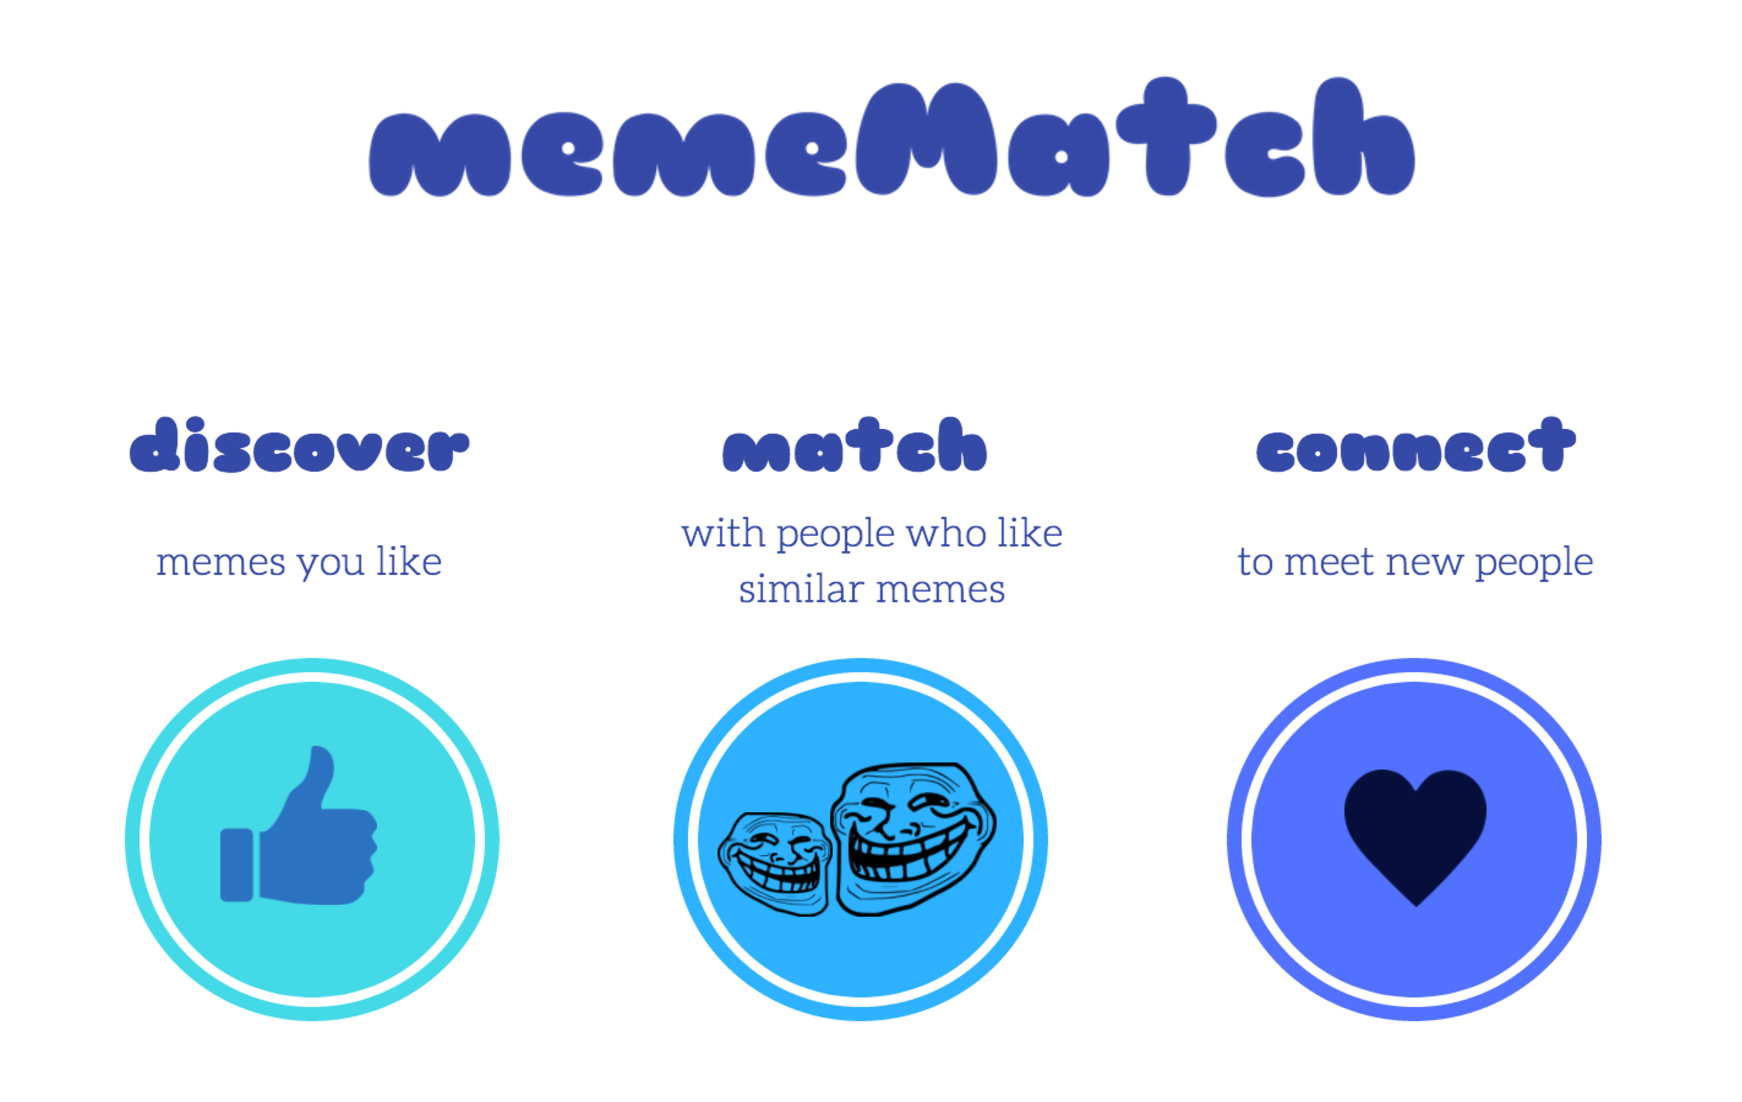 memeMatch
discover
memes you like
match
with people who like
similar memes
connect
to meet new people